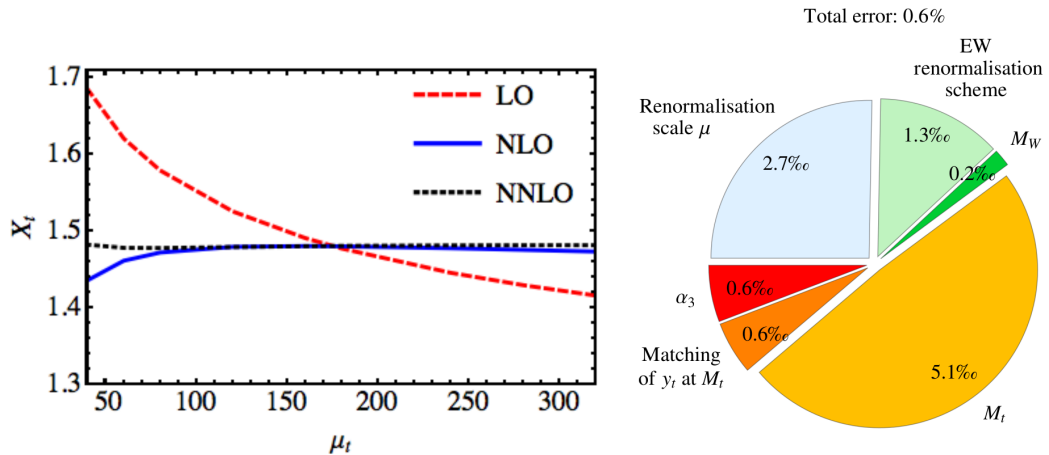 1.7
1.6
1.5
1.4
1.3
X_t
50 100 150 200 250 300
μ_t
LO
NLO
NNLO
Total error: 0.6%
EW
renormalisation
scheme
Renormalisation
scale μ
M_W
1.3‰
2.7‰
0.2‰
α_3
0.6‰
0.6‰
Matching
of y_t at M_t
5.1‰
M_t